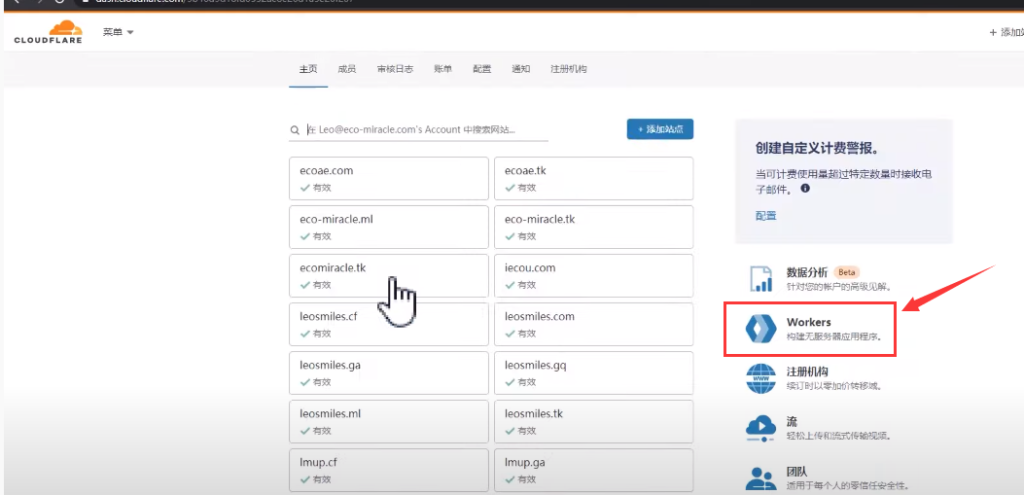 CLOUDFLARE
菜单
+ 添加站
主页 成员 审核日志 账单 配置 通知 注册机构
在 Leo@eco-miracle.com's Account 中搜索网站...
+ 添加站点
ecoae.com
有效
ecoae.tk
有效
eco-miracle.ml
有效
eco-miracle.tk
有效
ecomiracle.tk
有效
iecou.com
有效
leosmiles.cf
有效
leosmiles.com
有效
leosmiles.ga
有效
leosmiles.gq
有效
leosmiles.ml
有效
leosmiles.tk
有效
lmup.cf
有效
lmup.ga
有效
创建自定义计费警报。
当可计费使用量超过特定数量时接收电
子邮件。
配置
数据分析 Beta
针对您的帐户的高级见解。
Workers
构建无服务器应用程序。
注册机构
续订时以零加价转移域。
流
轻松上传和流式传输视频。
团队
适用于每个人的零信任安全性。